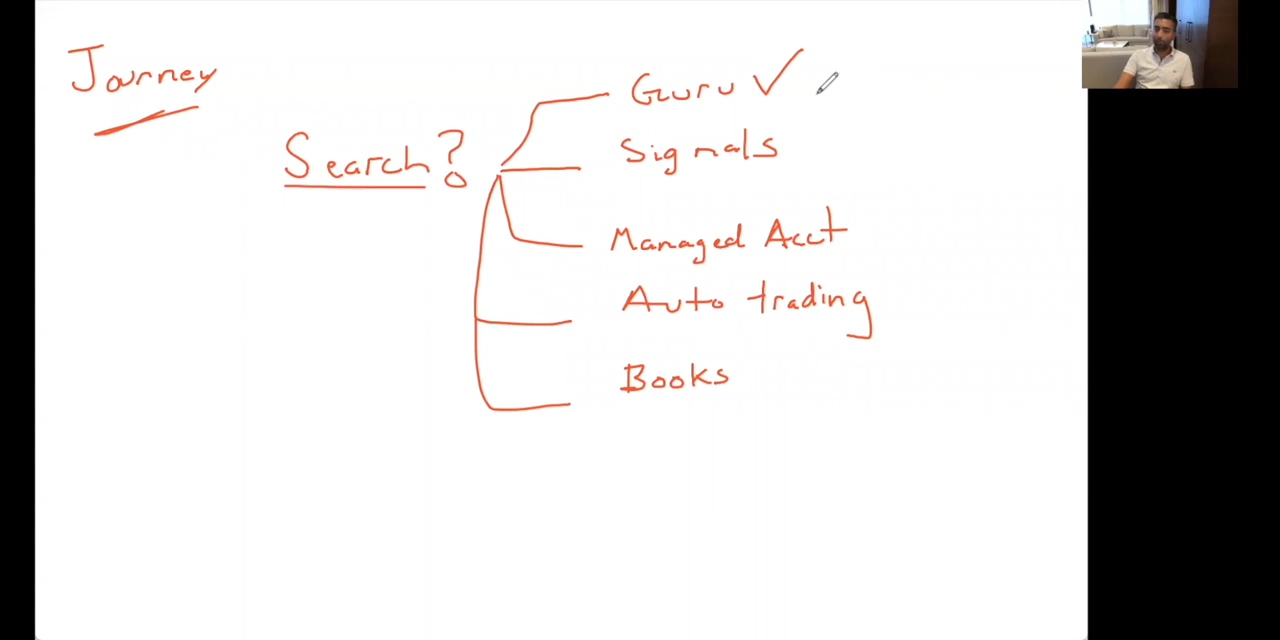 Journey
Search?
Guru ✓
Signals
Managed Acct
Auto trading
Books